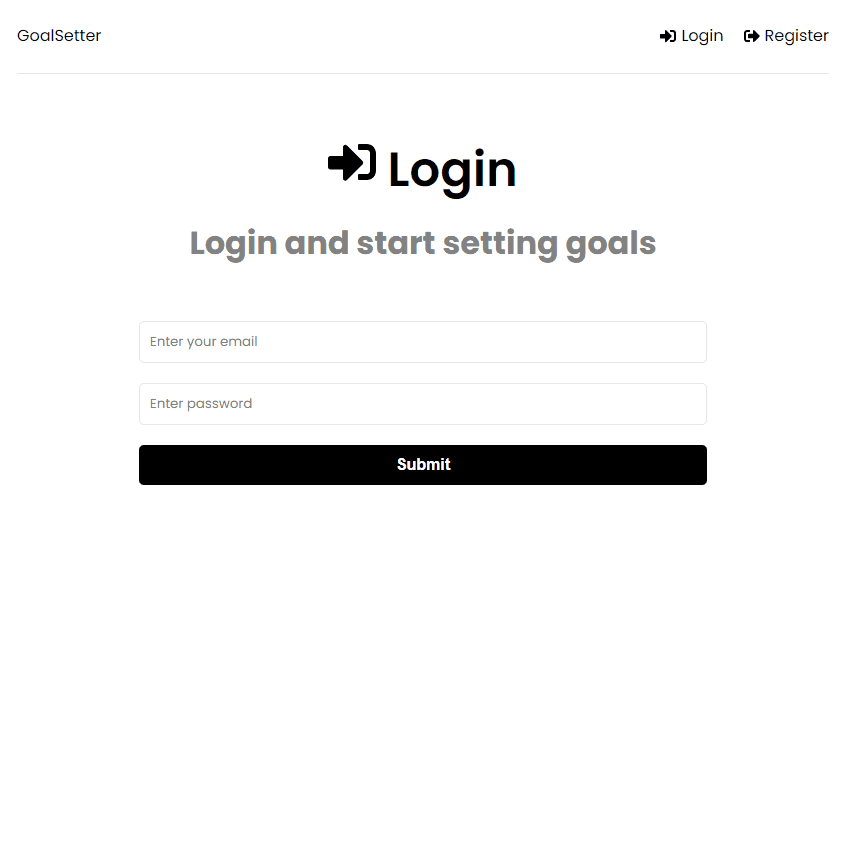 GoalSetter
Login
Register
Login
Login and start setting goals
Enter your email
Enter password
Submit